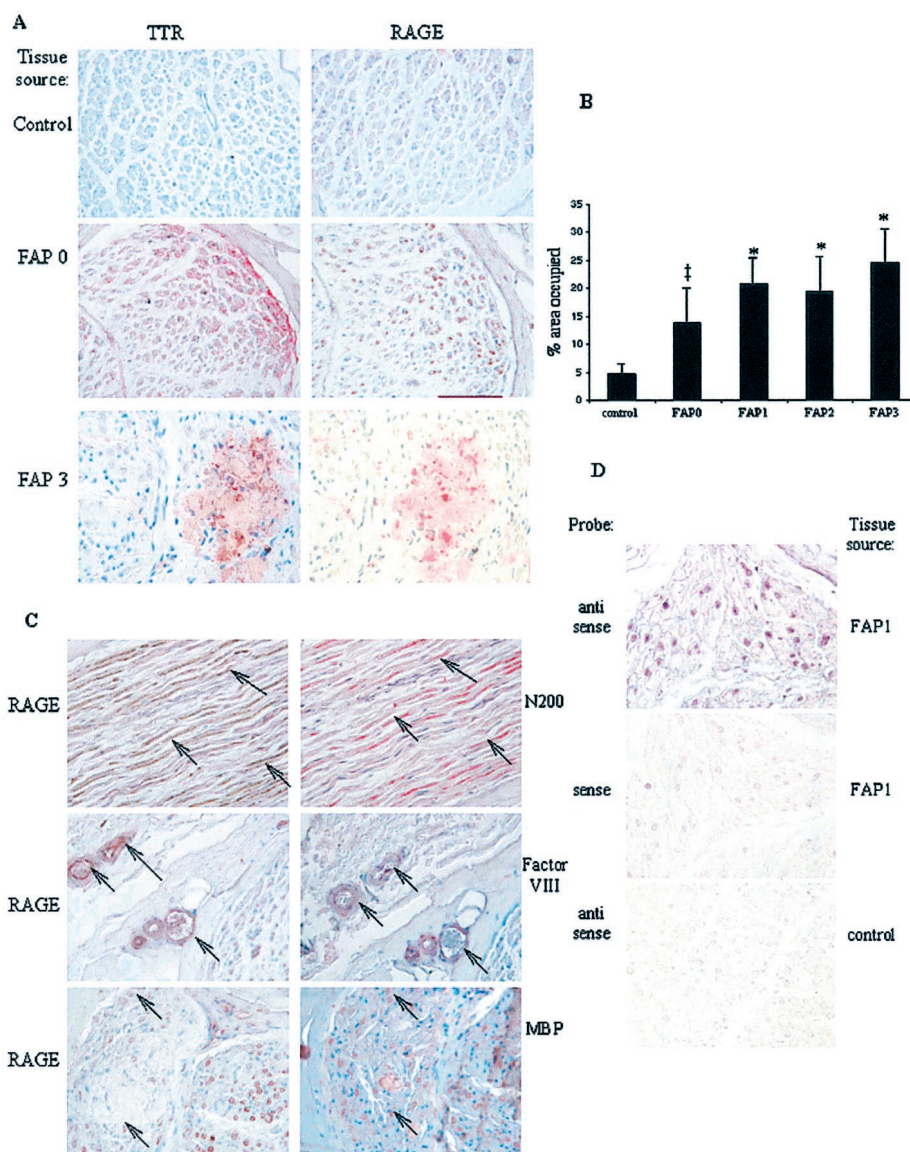 A
TTR
RAGE
Tissue
source:
Control
FAP 0
FAP 3
B
% area occupied
35
30
25
20
15
10
5
0
‡
*
*
*
control
FAP0
FAP1
FAP2
FAP3
C
RAGE
N200
RAGE
Factor
VIII
RAGE
MBP
D
Probe:
Tissue
source:
anti
sense
FAP1
sense
FAP1
anti
sense
control